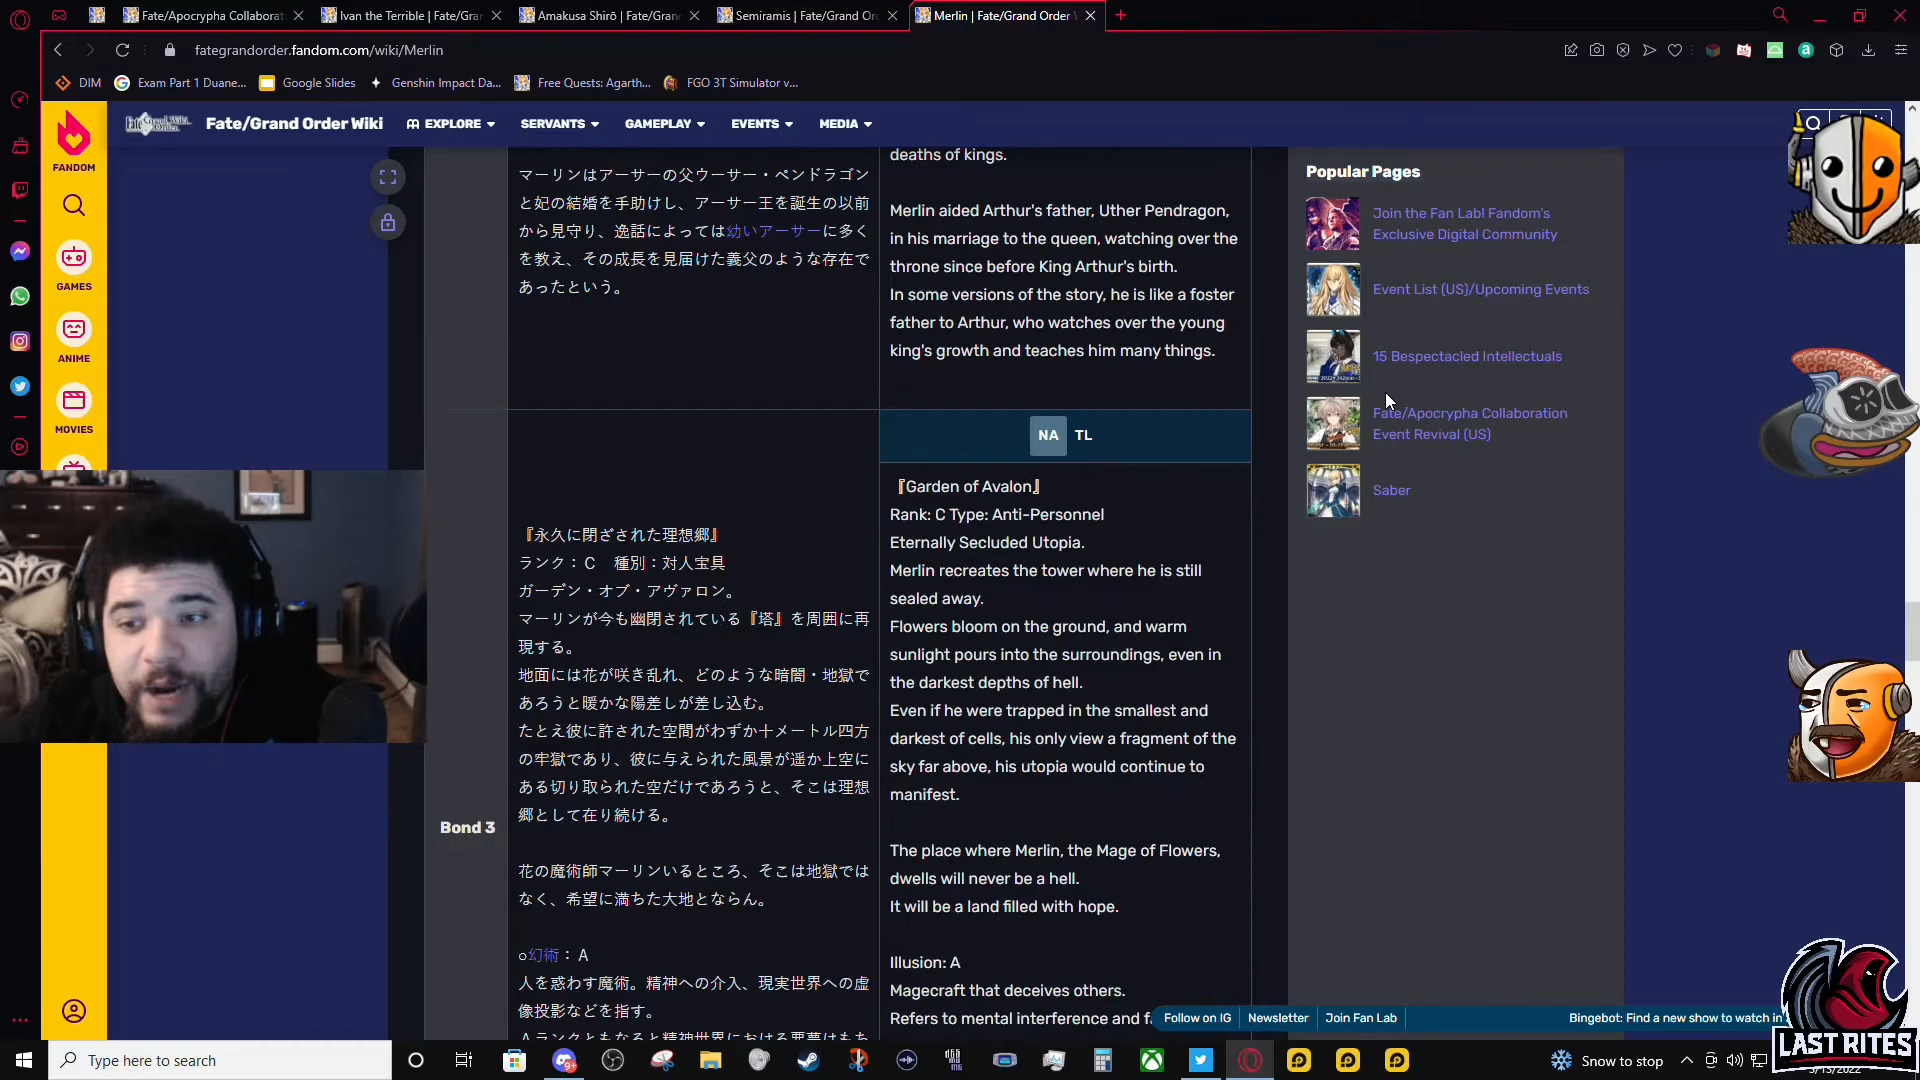 Fate/Apocrypha Collaborati
Ivan the Terrible | Fate/Gran
Amakusa Shirō | Fate/Gran
Semiramis | Fate/Grand Or
Merlin | Fate/Grand Order W
fategrandorder.fandom.com/wiki/Merlin
DIM
Exam Part 1 Duane...
Google Slides
Genshin Impact Da...
Free Quests: Agarth...
FGO 3T Simulator v...
FANDOM
GAMES
ANIME
MOVIES
Fate/Grand Order Wiki
EXPLORE
SERVANTS
GAMEPLAY
EVENTS
MEDIA
マーリンはアーサーの父ウーサー・ペンドラゴン
と妃の結婚を手助けし、アーサー王を誕生の以前
から見守り、逸話によっては幼いアーサーに多く
を教え、その成長を見届けた義父のような存在で
あったという。
deaths of kings.
Merlin aided Arthur's father, Uther Pendragon,
in his marriage to the queen, watching over the
throne since before King Arthur's birth.
In some versions of the story, he is like a foster
father to Arthur, who watches over the young
king's growth and teaches him many things.
Bond 3
『永久に閉ざされた理想郷』
ランク：Ｃ　種別：対人宝具
ガーデン・オブ・アヴァロン。
マーリンが今も幽閉されている『塔』を周囲に再
現する。
地面には花が咲き乱れ、どのような暗闇・地獄で
あろうと暖かな陽差しが差し込む。
たとえ彼に許された空間がわずか十メートル四方
の牢獄であり、彼に与えられた風景が遥か上空に
ある切り取られた空だけであろうと、そこは理想
郷として在り続ける。
花の魔術師マーリンいるところ、そこは地獄では
なく、希望に満ちた大地とならん。
○幻術：Ａ
人を惑わす魔術。精神への介入、現実世界への虚
像投影などを指す。
Ａランクともなると精神世界における悪夢はもち
NA TL
『Garden of Avalon』
Rank: C Type: Anti-Personnel
Eternally Secluded Utopia.
Merlin recreates the tower where he is still
sealed away.
Flowers bloom on the ground, and warm
sunlight pours into the surroundings, even in
the darkest depths of hell.
Even if he were trapped in the smallest and
darkest of cells, his only view a fragment of the
sky far above, his utopia would continue to
manifest.
The place where Merlin, the Mage of Flowers,
dwells will never be a hell.
It will be a land filled with hope.
Illusion: A
Magecraft that deceives others.
Refers to mental interference and f
Popular Pages
Join the Fan Lab! Fandom's
Exclusive Digital Community
Event List (US)/Upcoming Events
15 Bespectacled Intellectuals
Fate/Apocrypha Collaboration
Event Revival (US)
Saber
Follow on IG
Newsletter
Join Fan Lab
Bingebot: Find a new show to watch in
LAST RITES
Type here to search
9+
Snow to stop